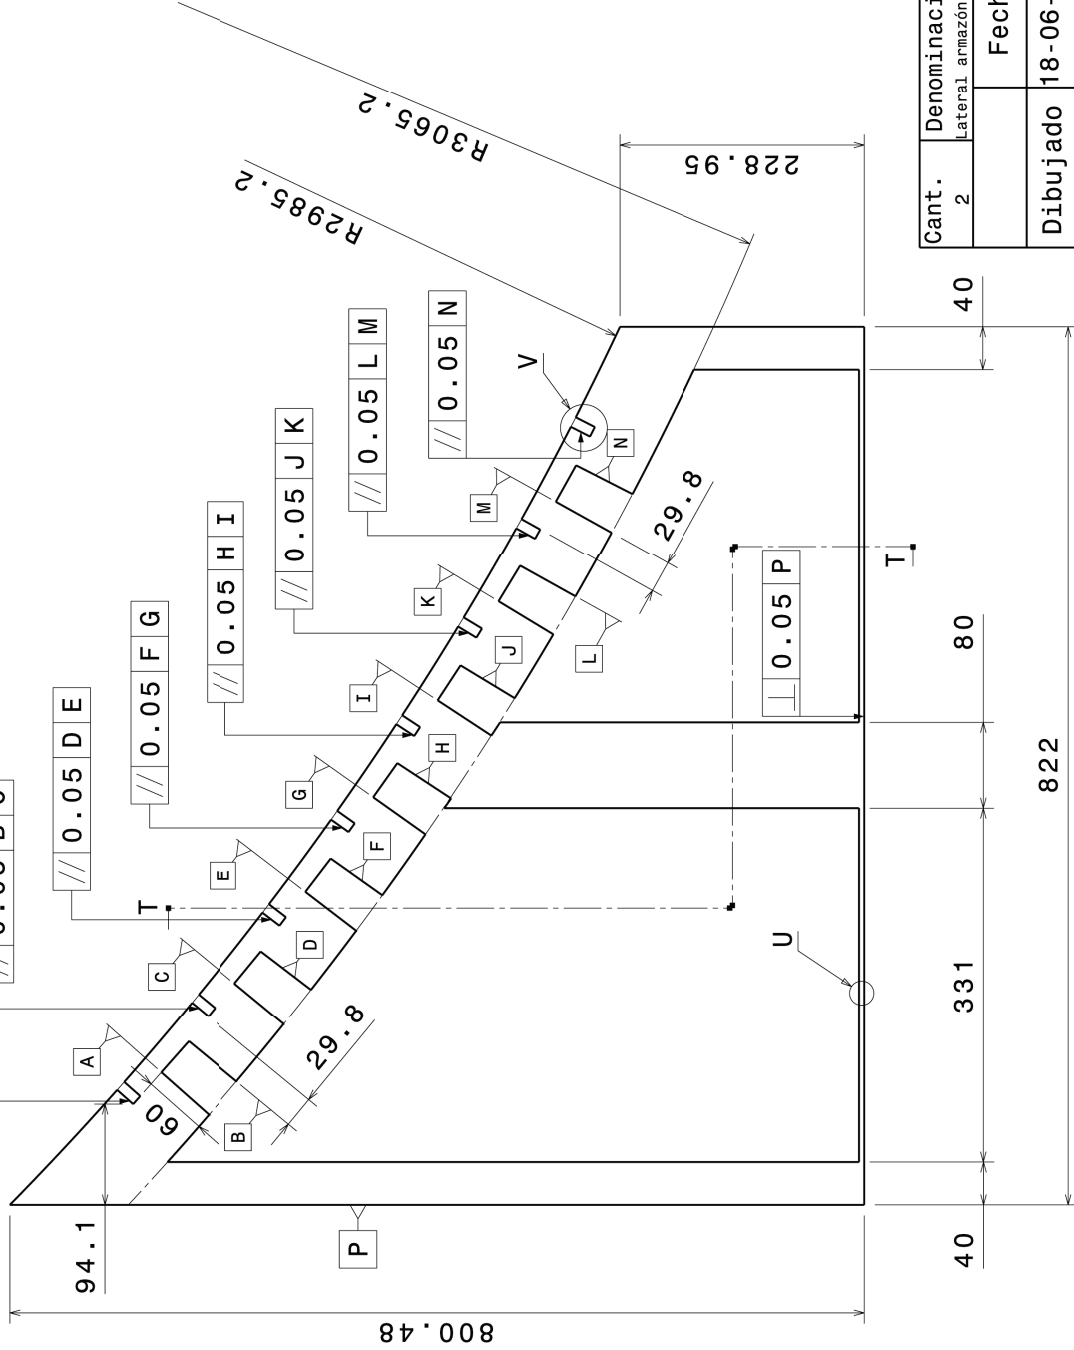 R3065.2
R2985.2
228.95
Cant.
2
Denominaci
Lateral armazón
Fech
Dibujado
18-06-
// 0.05 N
// 0.05 L M
// 0.05 J K
// 0.05 H I
// 0.05 F G
// 0.05 D E
V
N
M
K
J
L
I
H
G
F
E
D
C
A
B
29.8
29.8
60
94.1
T
T
U
⊥ 0.05 P
P
40
80
331
40
822
800.48